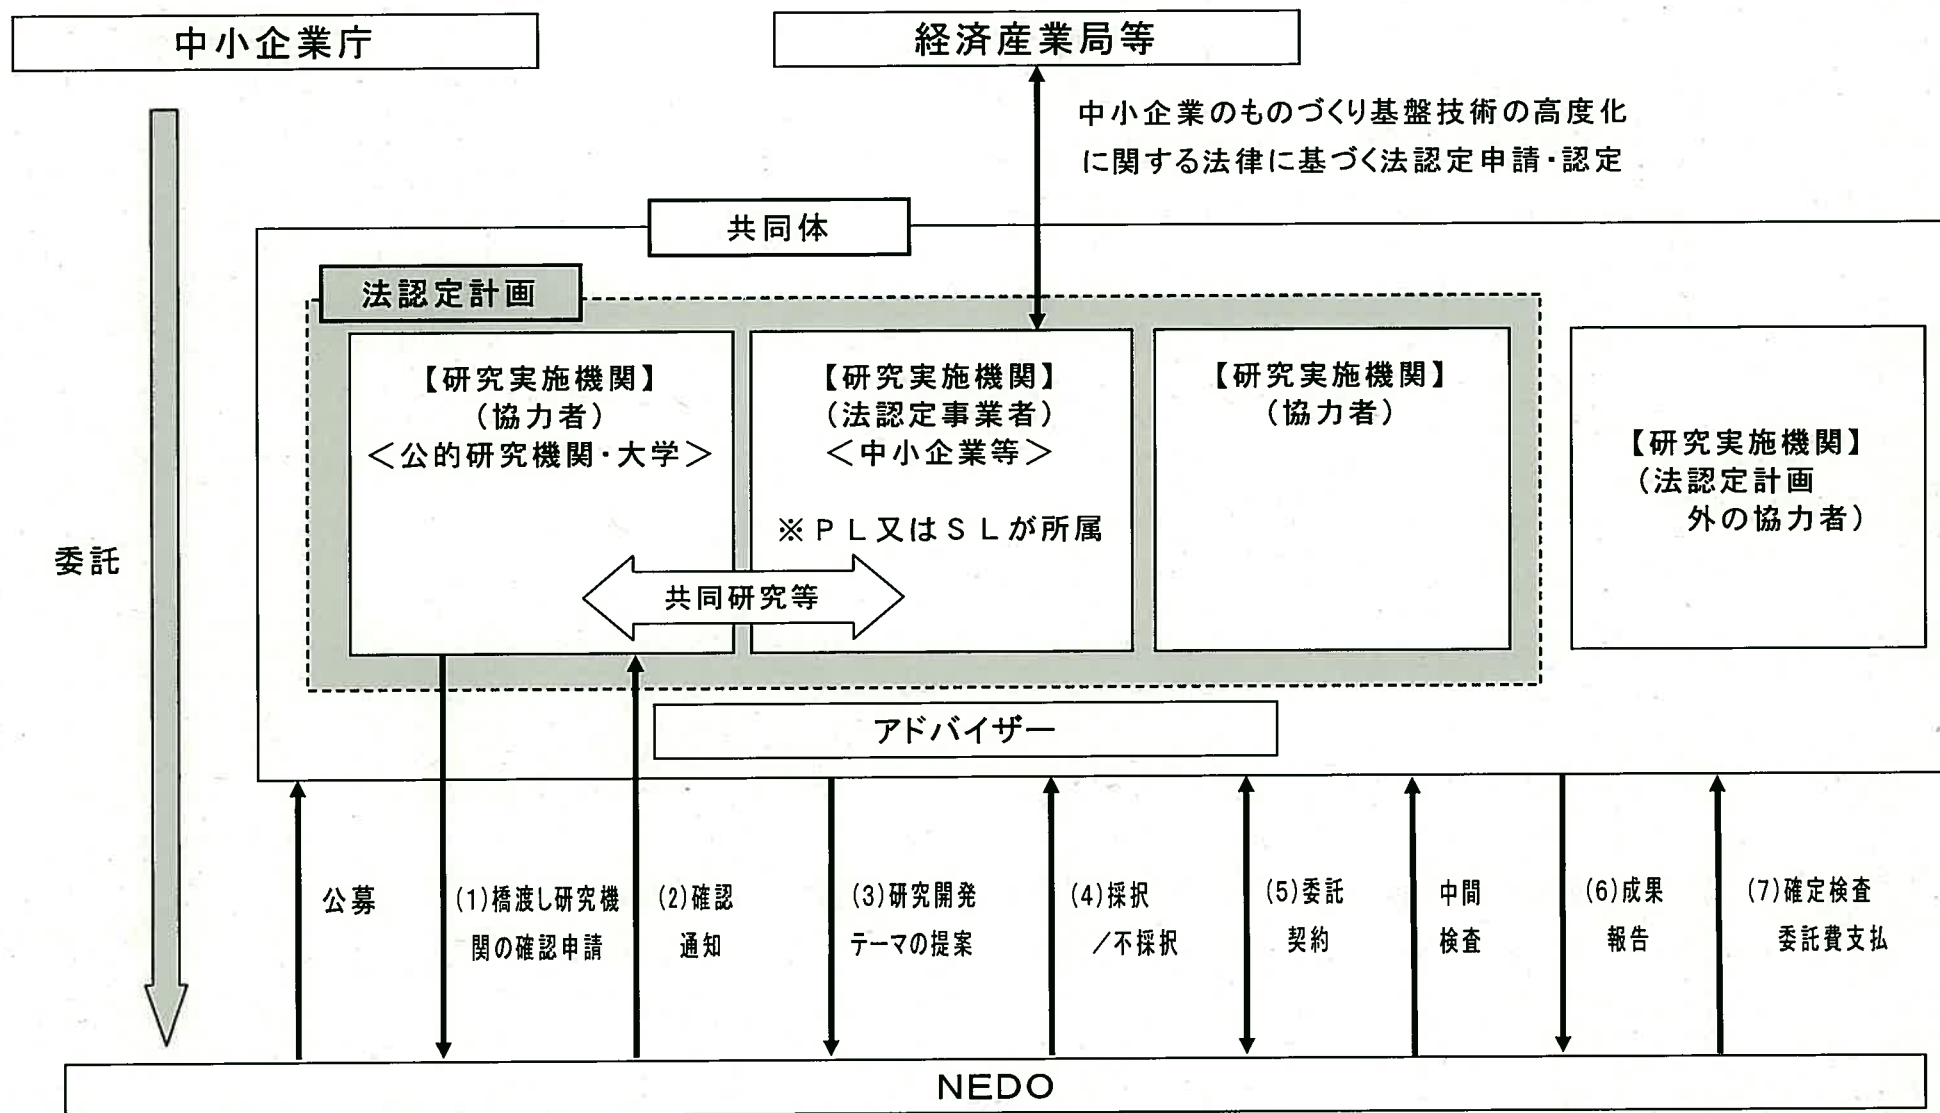 中小企業庁
経済産業局等
中小企業のものづくり基盤技術の高度化
に関する法律に基づく法認定申請・認定
共同体
法認定計画
【研究実施機関】
（協力者）
＜公的研究機関・大学＞
【研究実施機関】
（法認定事業者）
＜中小企業等＞
※ＰＬ又はＳＬが所属
【研究実施機関】
（協力者）
【研究実施機関】
（法認定計画
外の協力者）
共同研究等
委託
アドバイザー
公募
(1)橋渡し研究機
関の確認申請
(2)確認
通知
(3)研究開発
テーマの提案
(4)採択
／不採択
(5)委託
契約
中間
検査
(6)成果
報告
(7)確定検査
委託費支払
NEDO